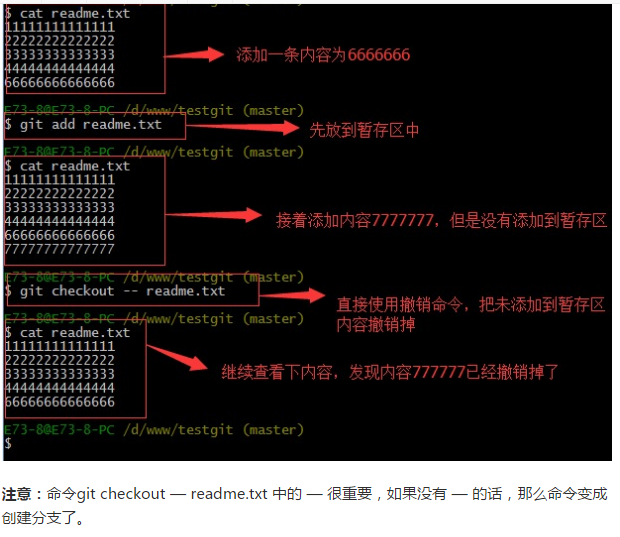 $ cat readme.txt
11111111111111
22222222222222
33333333333333
44444444444444
66666666666666
添加一条内容为6666666
E73-8@E73-8-PC /d/www/testgit (master)
$ git add readme.txt
先放到暂存区中
E73-8@E73-8-PC /d/www/testgit (master)
$ cat readme.txt
11111111111111
22222222222222
33333333333333
44444444444444
66666666666666
77777777777777
接着添加内容7777777，但是没有添加到暂存区
E73-8@E73-8-PC /d/www/testgit (master)
$ git checkout -- readme.txt
直接使用撤销命令，把未添加到暂存区
内容撤销掉
E73-8@E73-8-PC /d/www/testgit (master)
$ cat readme.txt
11111111111111
22222222222222
33333333333333
44444444444444
66666666666666
继续查看下内容，发现内容777777已经撤销掉了
E73-8@E73-8-PC /d/www/testgit (master)
$
注意：命令git checkout — readme.txt 中的 — 很重要，如果没有 — 的话，那么命令变成
创建分支了。